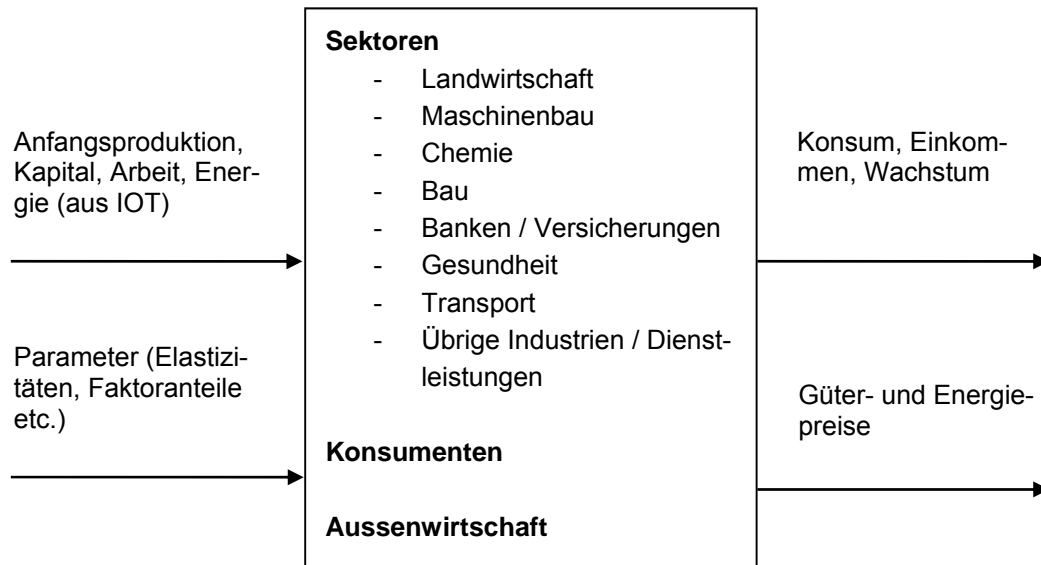 Anfangsproduktion,
Kapital, Arbeit, Ener-
gie (aus IOT)
Parameter (Elastizi-
täten, Faktoranteile
etc.)
Sektoren
- Landwirtschaft
- Maschinenbau
- Chemie
- Bau
- Banken / Versicherungen
- Gesundheit
- Transport
- Übrige Industrien / Dienst-
leistungen
Konsumenten
Aussenwirtschaft
Konsum, Einkom-
men, Wachstum
Güter- und Energie-
preise